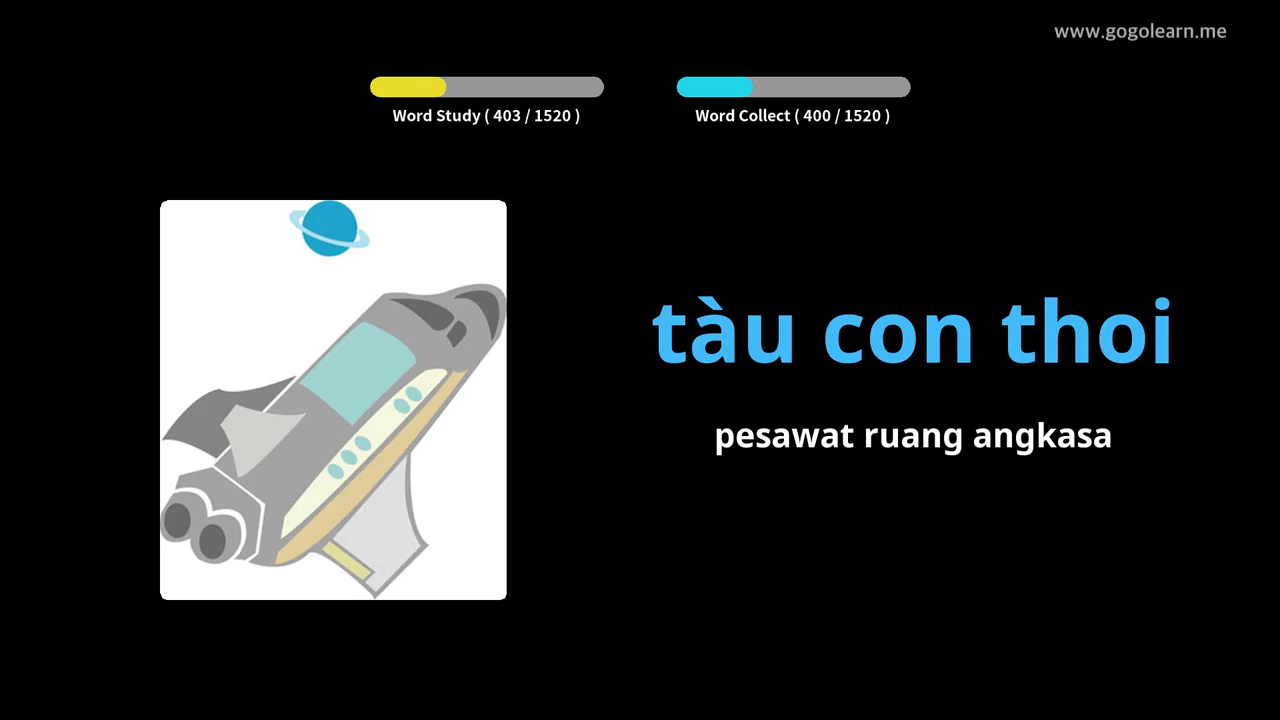 www.gogolearn.me
Word Study ( 403 / 1520 )
Word Collect ( 400 / 1520 )
tàu con thoi
pesawat ruang angkasa